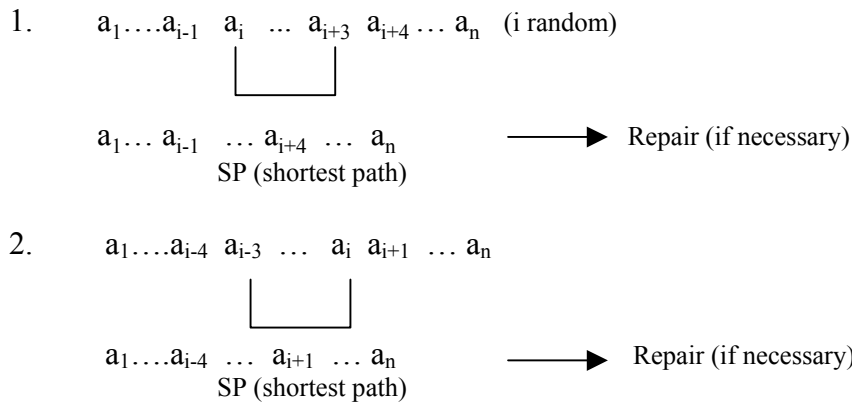 1. a₁….aᵢ₋₁ aᵢ ... aᵢ₊₃ aᵢ₊₄ … aₙ (i random)
a₁… aᵢ₋₁ … aᵢ₊₄ … aₙ Repair (if necessary)
SP (shortest path)
2. a₁….aᵢ₋₄ aᵢ₋₃ … aᵢ aᵢ₊₁ … aₙ
a₁….aᵢ₋₄ … aᵢ₊₁ … aₙ Repair (if necessary)
SP (shortest path)